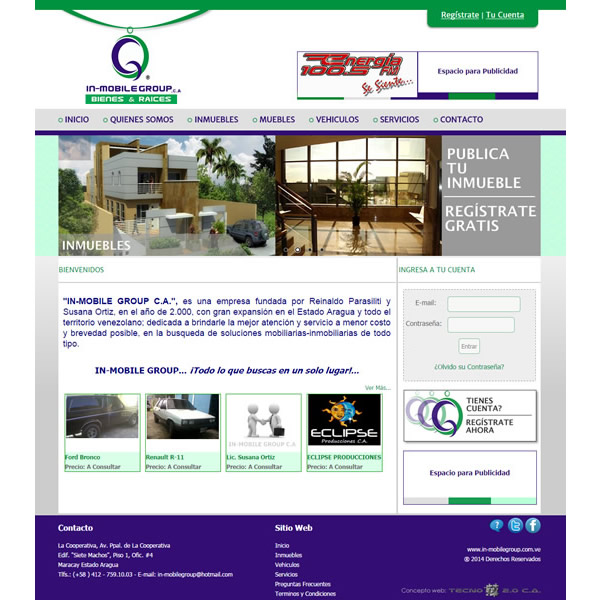 Regístrate | Tu Cuenta
IN-MOBILE GROUP C.A
BIENES & RAICES
®
Energía
100.5 FM
Se Siente...
Espacio para Publicidad
INICIO
QUIENES SOMOS
INMUEBLES
MUEBLES
VEHICULOS
SERVICIOS
CONTACTO
INMUEBLES
PUBLICA
TU
INMUEBLE
REGÍSTRATE
GRATIS
BIENVENIDOS
"IN-MOBILE GROUP C.A.", es una empresa fundada por Reinaldo Parasiliti y
Susana Ortiz, en el año de 2.000, con gran expansión en el Estado Aragua y todo el
territorio venezolano; dedicada a brindarle la mejor atención y servicio a menor costo
y brevedad posible, en la busqueda de soluciones mobiliarias-inmobiliarias de todo
tipo.
IN-MOBILE GROUP... ¡Todo lo que buscas en un solo lugar!...
Ver Más...
Ford Bronco
Precio: A Consultar
Renault R-11
Precio: A Consultar
IN-MOBILE GROUP C.A
Lic. Susana Ortiz
Precio: A Consultar
ECLIPSE
Producciones C.A.
ECLIPSE PRODUCCIONES
Precio: A Consultar
INGRESA A TU CUENTA
E-mail:
Contraseña:
Entrar
¿Olvido su Contraseña?
TIENES
CUENTA?
REGÍSTRATE
AHORA
Espacio para Publicidad
Contacto
La Cooperativa, Av. Ppal. de La Cooperativa
Edif. "Siete Machos", Piso 1, Ofic. #4
Maracay Estado Aragua
Tlfs.: (+58 ) 412 - 759.10.03 - E-mail: in-mobilegroup@hotmail.com
Sitio Web
Inicio
Inmuebles
Vehiculos
Servicios
Preguntas Frecuentes
Terminos y Condiciones
www.in-mobilegroup.com.ve
® 2014 Derechos Reservados
Concepto web: TECNO 2.0 C.A.